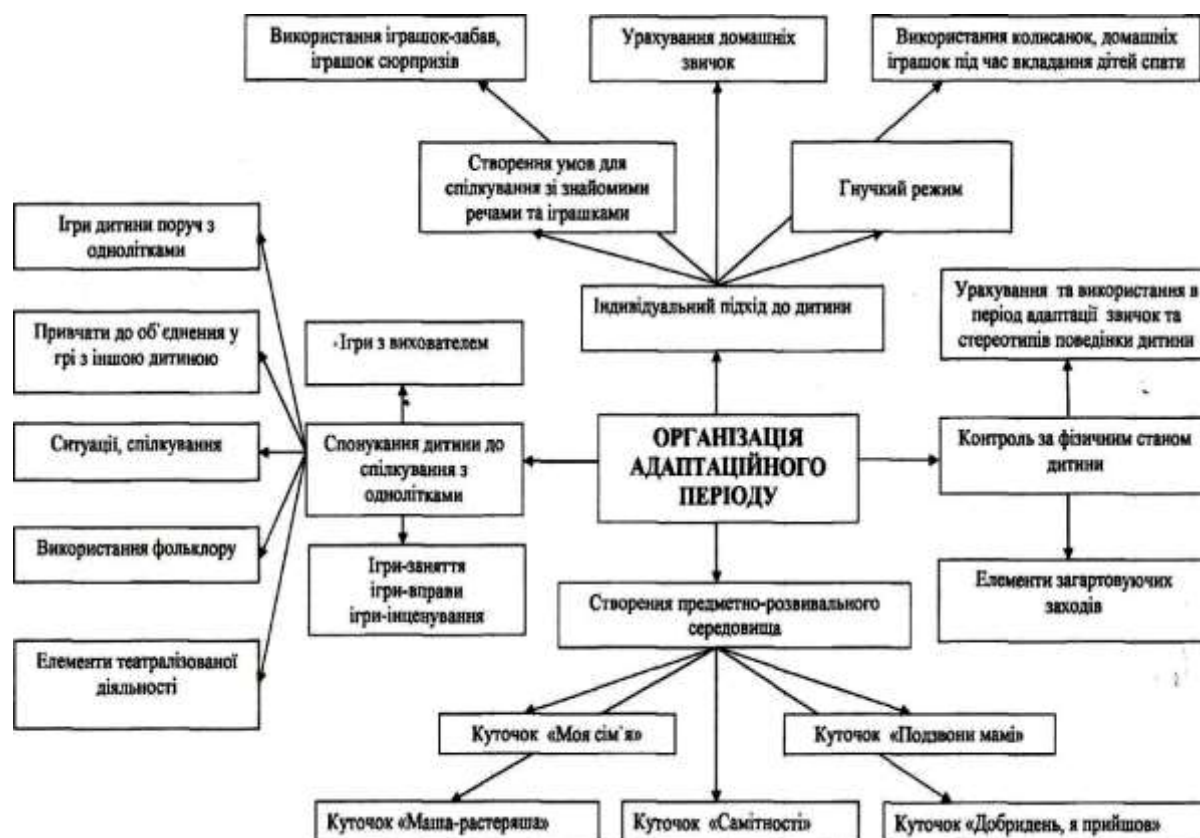 Використання іграшок-забав,
іграшок сюрпризів
Урахування домашніх
звичок
Використання колисанок, домашніх
іграшок під час вкладання дітей спати
Створення умов для
спілкування зі знайомими
речами та іграшками
Гнучкий режим
Ігри дитини поруч з
однолітками
Індивідуальний підхід до дитини
Урахування та використання в
період адаптації звичок та
стереотипів поведінки дитини
Привчати до об`єднення у
грі з іншою дитиною
Ігри з вихователем
Ситуації, спілкування
Спонукання дитини до
спілкування з
однолітками
ОРГАНІЗАЦІЯ
АДАПТАЦІЙНОГО
ПЕРІОДУ
Контроль за фізичним станом
дитини
Використання фольклору
Ігри-заняття
ігри-вправи
ігри-інценування
Створення предметно-розвивального
середовища
Елементи загартовуючих
заходів
Елементи театралізованої
діяльності
Куточок «Моя сім`я»
Куточок «Подзвони мамі»
Куточок «Маша-растеряша»
Куточок «Самітності»
Куточок «Добридень, я прийшов»